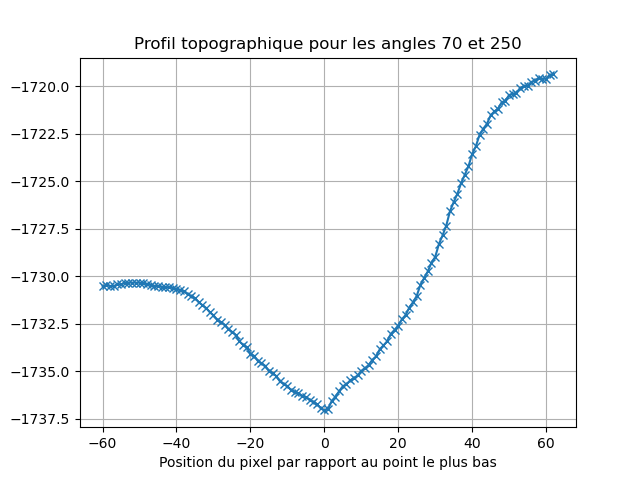 Profil topographique pour les angles 70 et 250
−1720.0
−1722.5
−1725.0
−1727.5
−1730.0
−1732.5
−1735.0
−1737.5
−60 −40 −20 0 20 40 60
Position du pixel par rapport au point le plus bas